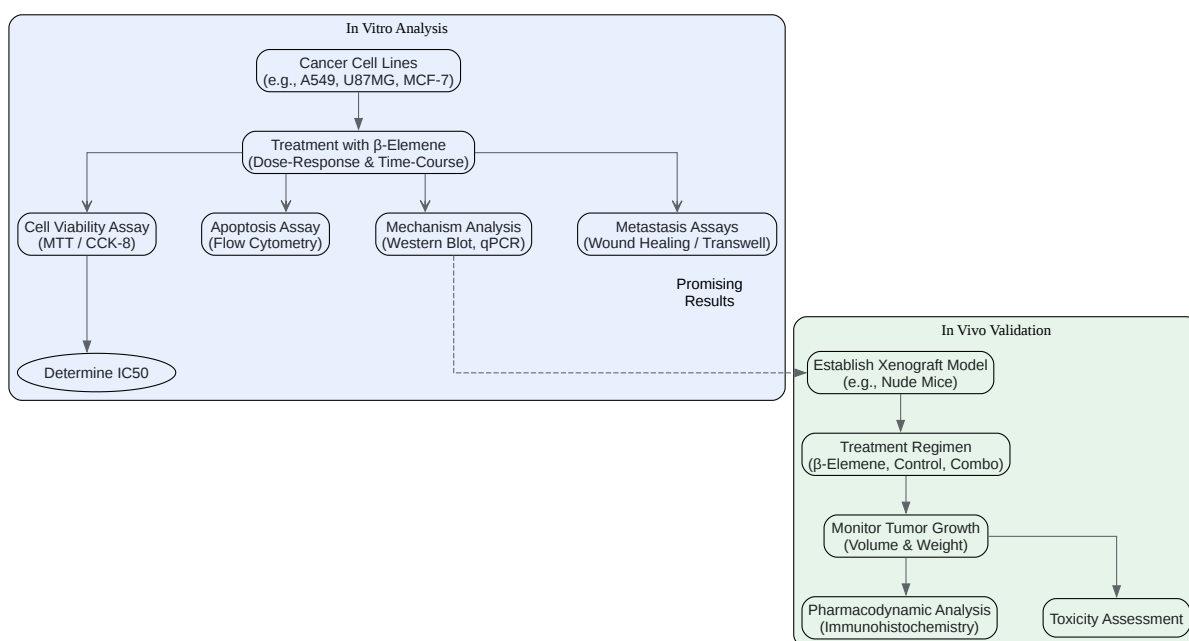 In Vitro Analysis
Cancer Cell Lines
(e.g., A549, U87MG, MCF-7)
Treatment with β-Elemene
(Dose-Response & Time-Course)
Cell Viability Assay
(MTT / CCK-8)
Apoptosis Assay
(Flow Cytometry)
Mechanism Analysis
(Western Blot, qPCR)
Metastasis Assays
(Wound Healing / Transwell)
Promising
Results
Determine IC50
In Vivo Validation
Establish Xenograft Model
(e.g., Nude Mice)
Treatment Regimen
(β-Elemene, Control, Combo)
Monitor Tumor Growth
(Volume & Weight)
Pharmacodynamic Analysis
(Immunohistochemistry)
Toxicity Assessment